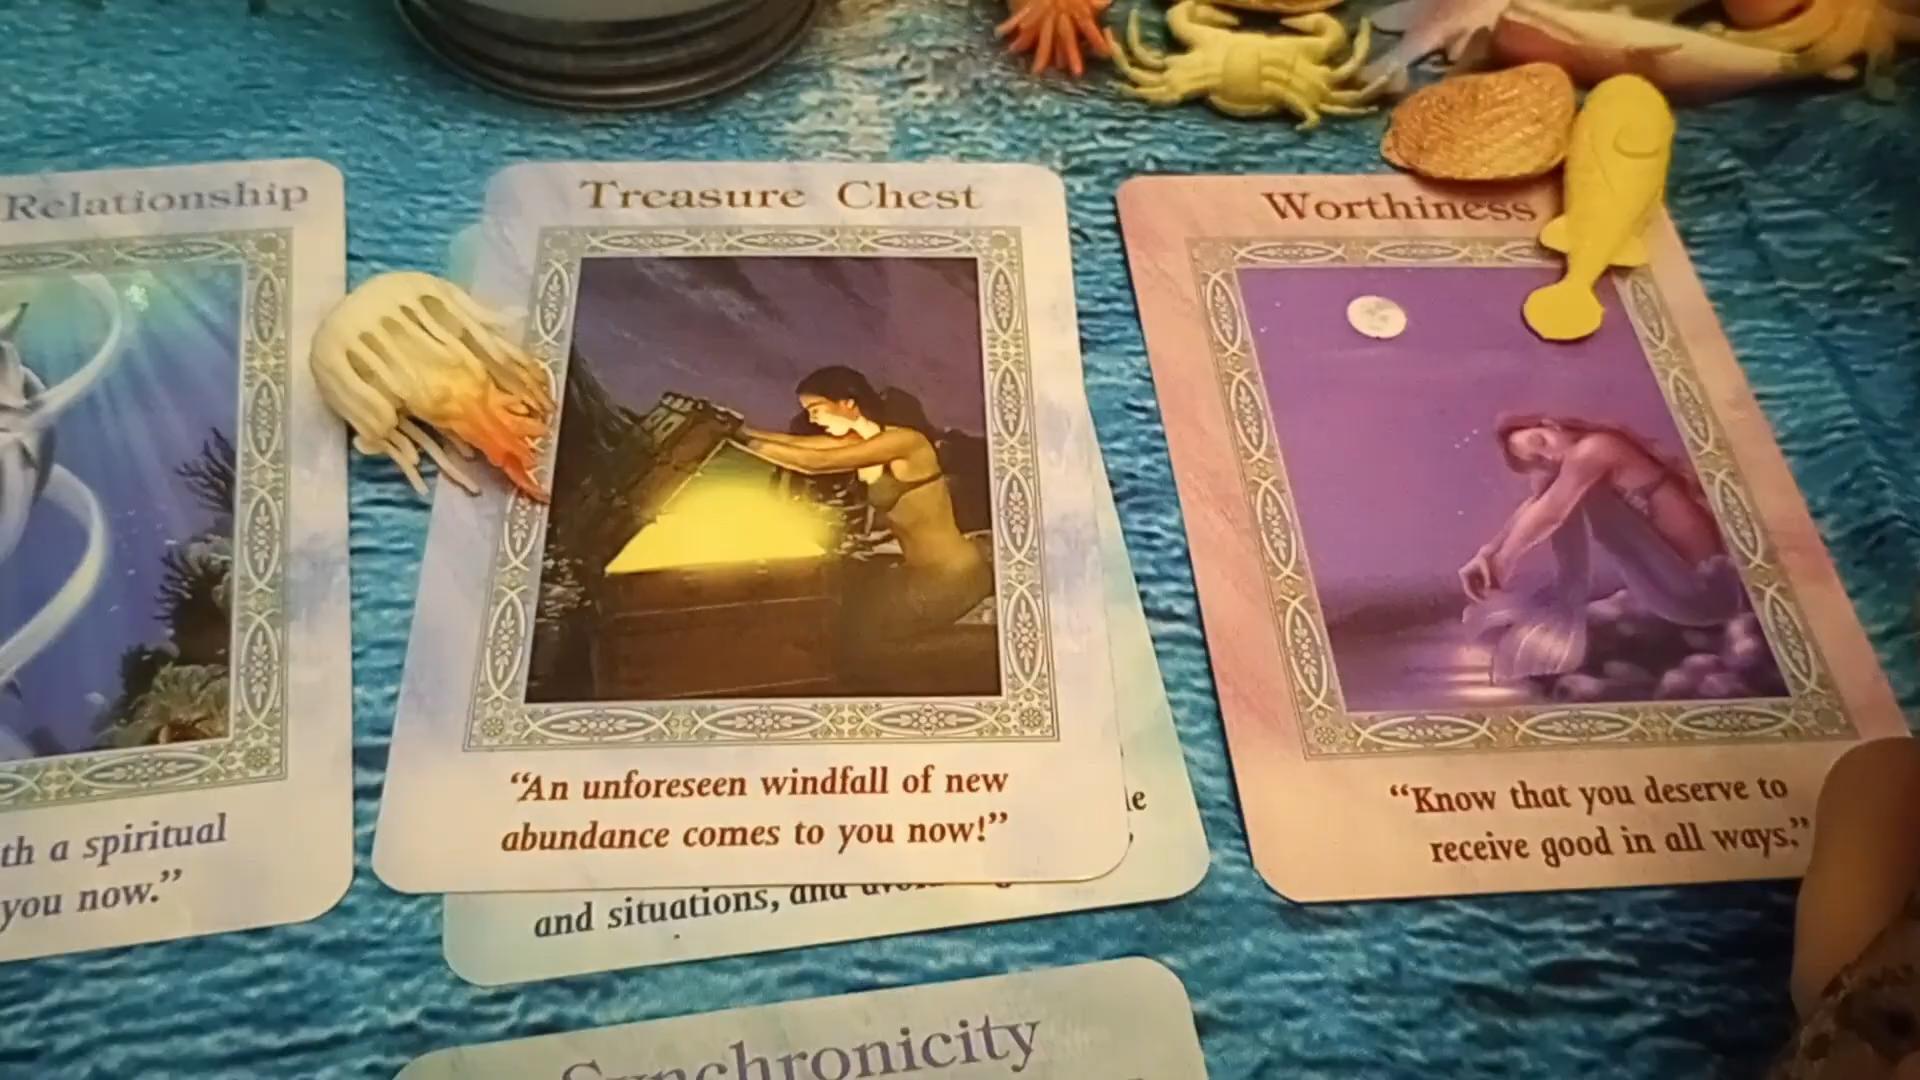 Relationship
th a spiritual
you now.”
Treasure Chest
“An unforeseen windfall of new
abundance comes to you now!”
le
and situations, and
Worthiness
“Know that you deserve to
receive good in all ways.”
Synchronicity